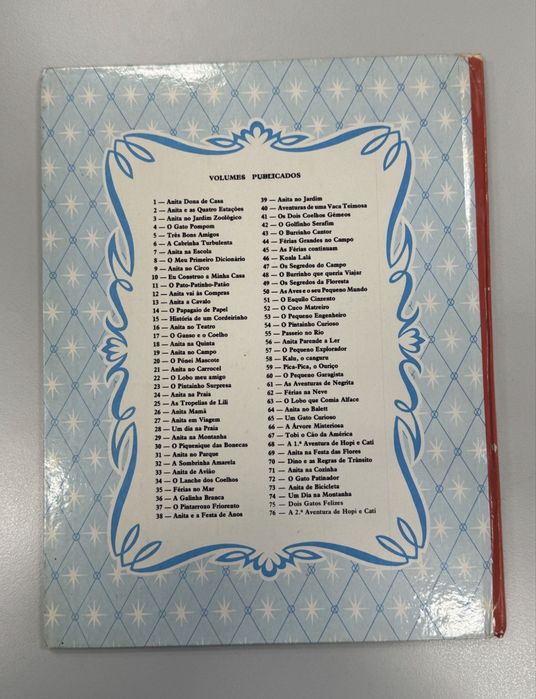 VOLUMES PUBLICADOS
1 — Anita Dona de Casa
2 — Anita e as Quatro Estações
3 — Anita no Jardim Zoológico
4 — O Gato Pompom
5 — Três Bons Amigos
6 — A Cabrinha Turbulenta
7 — Anita na Escola
8 — O Meu Primeiro Dicionário
9 — Anita no Circo
10 — Eu Construo a Minha Casa
11 — O Pato-Patinho-Patão
12 — Anita vai às Compras
13 — Anita a Cavalo
14 — O Papagaio de Papel
15 — História de um Cordeirinho
16 — Anita no Teatro
17 — O Ganso e o Coelho
18 — Anita na Quinta
19 — Anita no Campo
20 — O Pónei Mascote
21 — Anita no Carrocel
22 — O Lobo meu amigo
23 — O Pintainho Surpresa
24 — Anita na Praia
25 — As Tropelias de Lili
26 — Anita Mamã
27 — Anita em Viagem
28 — Um dia na Praia
29 — Anita na Montanha
30 — O Piquenique das Bonecas
31 — Anita no Parque
32 — A Sombrinha Amarela
33 — Anita de Avião
34 — O Lanche dos Coelhos
35 — Férias no Mar
36 — A Galinha Branca
37 — O Pintarroxo Friorento
38 — Anita e a Festa de Anos
39 — Anita no Jardim
40 — Aventuras de uma Vaca Teimosa
41 — Os Dois Coelhos Gémeos
42 — O Golfinho Serafim
43 — O Burrinho Cantor
44 — Férias Grandes no Campo
45 — As Férias continuam
46 — Koala Lalá
47 — Os Segredos do Campo
48 — O Burrinho que queria Viajar
49 — Os Segredos da Floresta
50 — As Aves e o seu Pequeno Mundo
51 — O Esquilo Cinzento
52 — O Cuco Matreiro
53 — O Pequeno Engenheiro
54 — O Pintainho Curioso
55 — Passeio no Rio
56 — Anita Parende a Ler
57 — O Pequeno Explorador
58 — Kalu, o canguru
59 — Pica-Pica, o Ouriço
60 — O Pequeno Garagista
61 — As Aventuras de Negrita
62 — Férias na Neve
63 — O Lobo que Comia Alface
64 — Anita no Balett
65 — Um Gato Curioso
66 — A Árvore Misteriosa
67 — Tobi o Cão da América
68 — A 1.ª Aventura de Hopi e Cati
69 — Anita na Festa das Flores
70 — Dino e as Regras de Trânsito
71 — Anita na Cozinha
72 — O Gato Patinador
73 — Anita de Bicicleta
74 — Um Dia na Montanha
75 — Dois Gatos Felizes
76 — A 2.ª Aventura de Hopi e Cati